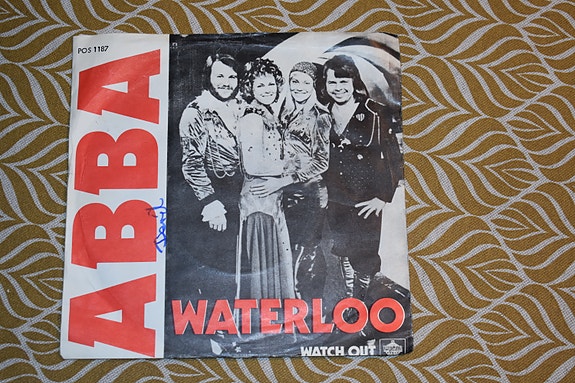 POS 1187
ABBA
WATERLOO
WATCH OUT